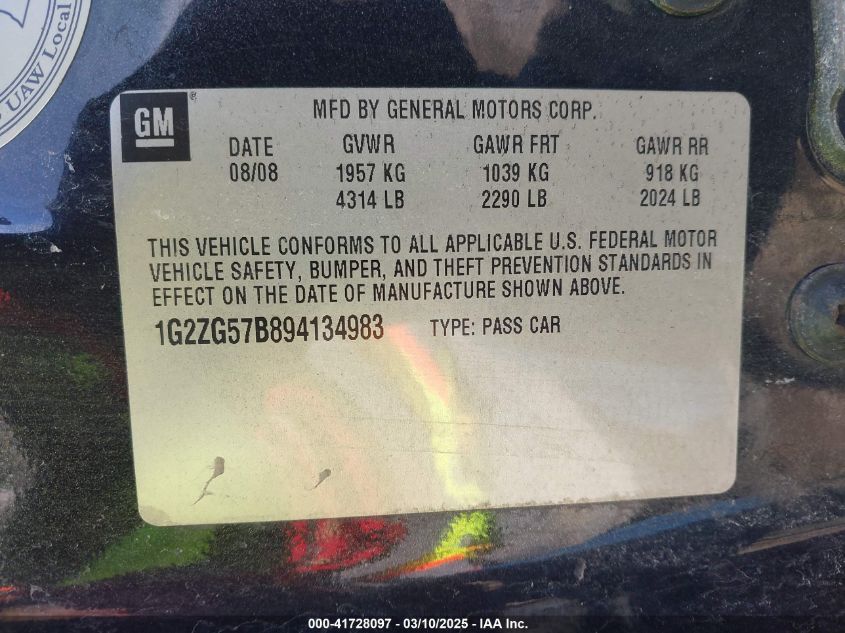 UAW Local
GM
MFD BY GENERAL MOTORS CORP.
DATE GVWR GAWR FRT GAWR RR
08/08 1957 KG 1039 KG 918 KG
4314 LB 2290 LB 2024 LB
THIS VEHICLE CONFORMS TO ALL APPLICABLE U.S. FEDERAL MOTOR
VEHICLE SAFETY, BUMPER, AND THEFT PREVENTION STANDARDS IN
EFFECT ON THE DATE OF MANUFACTURE SHOWN ABOVE.
1G2ZG57B894134983 TYPE: PASS CAR
000-41728097 — 03/10/2025 — IAA Inc.